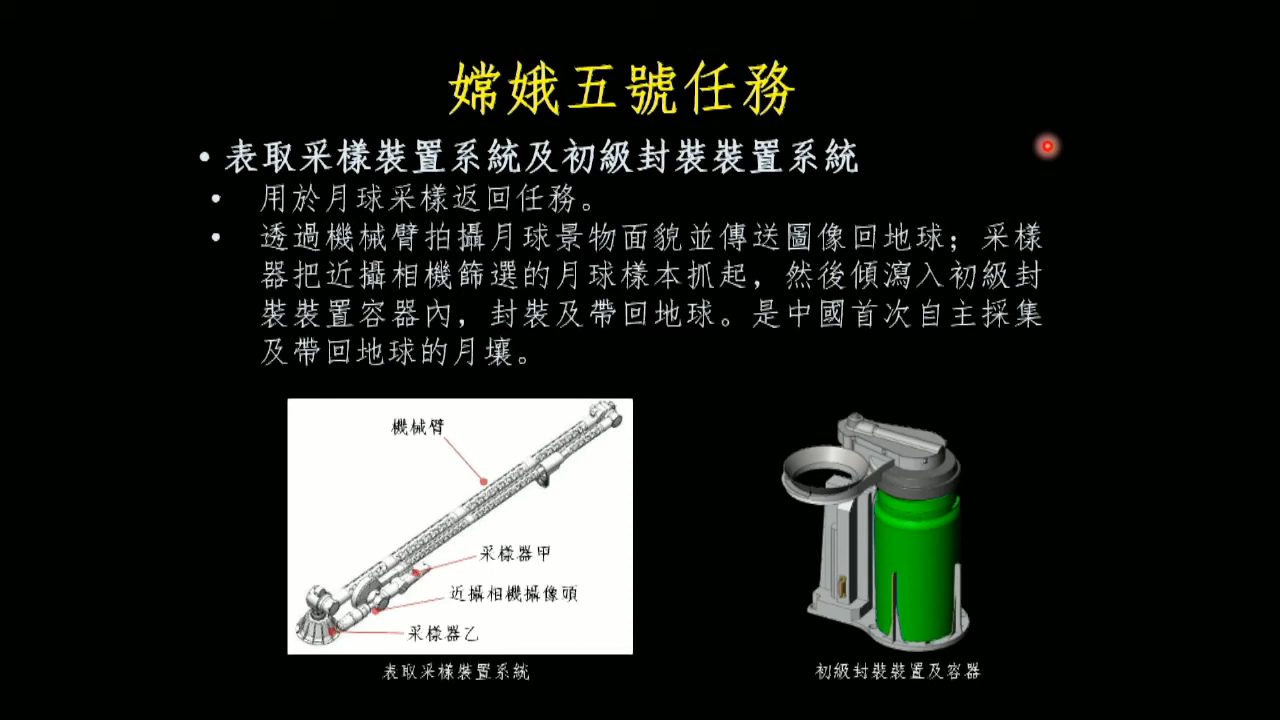 嫦娥五號任務
• 表取采樣裝置系統及初級封裝裝置系統
• 用於月球采樣返回任務。
• 透過機械臂拍攝月球景物面貌並傳送圖像回地球；采樣
器把近攝相機篩選的月球樣本抓起，然後傾瀉入初級封
裝裝置容器內，封裝及帶回地球。是中國首次自主採集
及帶回地球的月壤。
機械臂
采樣器甲
近攝相機攝像頭
采樣器乙
表取采樣裝置系統
初級封裝裝置及容器